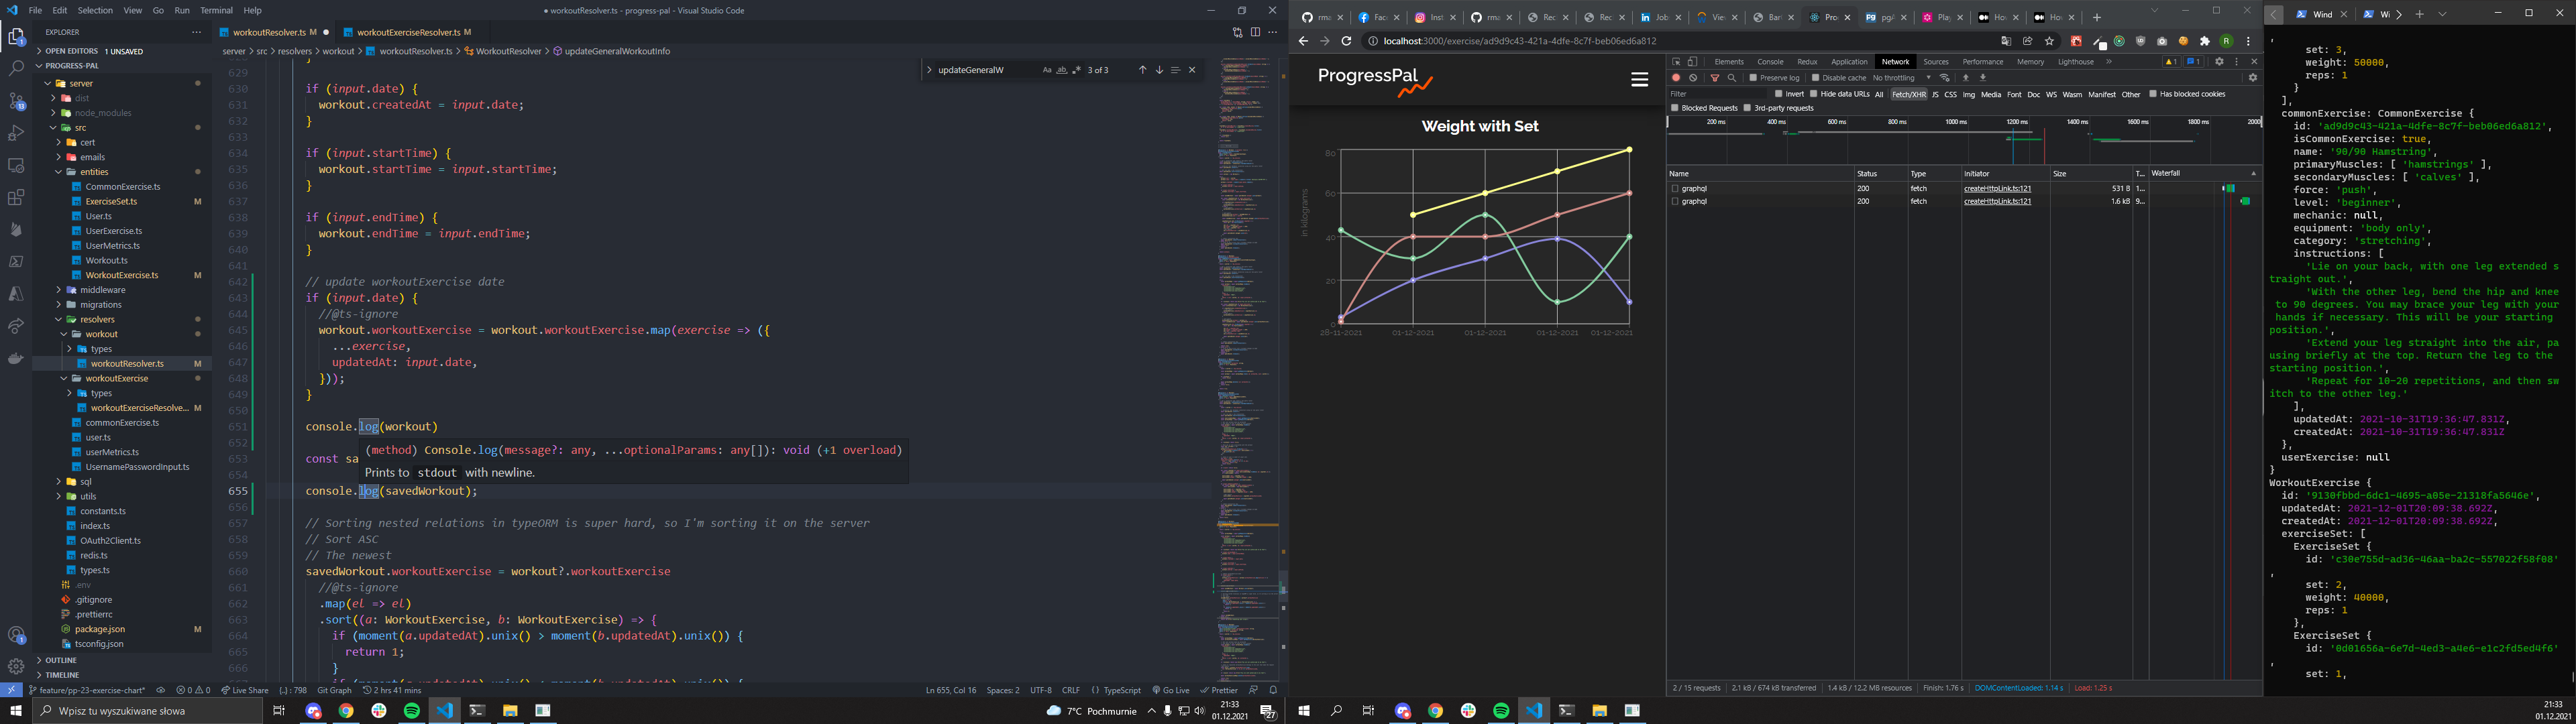 File Edit Selection View Go Run Terminal Help
● workoutResolver.ts - progress-pal - Visual Studio Code
EXPLORER
OPEN EDITORS 1 UNSAVED
PROGRESS-PAL
server
dist
node_modules
src
cert
emails
entities
CommonExercise.ts
ExerciseSet.ts M
User.ts
UserExercise.ts
UserMetrics.ts
Workout.ts
WorkoutExercise.ts M
middleware
migrations
resolvers
workout
types
workoutResolver.ts M
workoutExercise
types
workoutExerciseResolve... M
commonExercise.ts
user.ts
userMetrics.ts
UsernamePasswordInput.ts
sql
utils
constants.ts
index.ts
OAuth2Client.ts
redis.ts
types.ts
.env
.gitignore
.prettierrc
package.json M
tsconfig.json
OUTLINE
TIMELINE
workoutResolver.ts M ● workoutExerciseResolver.ts M
server > src > resolvers > workout > workoutResolver.ts > WorkoutResolver > updateGeneralWorkoutInfo
updateGeneralW Aa 3 of 3
629
630 if (input.date) {
631 workout.createdAt = input.date;
632 }
633
634 if (input.startTime) {
635 workout.startTime = input.startTime;
636 }
637
638 if (input.endTime) {
639 workout.endTime = input.endTime;
640 }
641
642 // update workoutExercise date
643 if (input.date) {
644 //@ts-ignore
645 workout.workoutExercise = workout.workoutExercise.map(exercise => ({
646 ...exercise,
647 updatedAt: input.date,
648 }));
649 }
650
651 console.log(workout)
652
(method) Console.log(message?: any, ...optionalParams: any[]): void (+1 overload)
653 const sa
Prints to stdout with newline.
654
655 console.log(savedWorkout);
656
657 // Sorting nested relations in typeORM is super hard, so I'm sorting it on the server
658 // Sort ASC
659 // The newest
660 savedWorkout.workoutExercise = workout?.workoutExercise
661 //@ts-ignore
662 .map(el => el)
663 .sort((a: WorkoutExercise, b: WorkoutExercise) => {
664 if (moment(a.updatedAt).unix() > moment(b.updatedAt).unix()) {
665 return 1;
666 }
feature/pp-23-exercise-chart* 0 0 Live Share [..] : 798 Git Graph 2 hrs 41 mins
Ln 655, Col 16 Spaces: 2 UTF-8 CRLF TypeScript Go Live Prettier
Wpisz tu wyszukiwane słowa
7°C Pochmurnie
21:33
01.12.2021
27
localhost:3000/exercise/ad9d9c43-421a-4dfe-8c7f-beb06ed6a812
ProgressPal
Weight with Set
in kilograms
80
60
40
20
0
28-11-2021 01-12-2021 01-12-2021 01-12-2021 01-12-2021
Elements Console Redux Application Network Sources Performance Memory Lighthouse » 1 1
Preserve log Disable cache No throttling
Filter Invert Hide data URLs All Fetch/XHR JS CSS Img Media Font Doc WS Wasm Manifest Other Has blocked cookies
Blocked Requests 3rd-party requests
200 ms 400 ms 600 ms 800 ms 1000 ms 1200 ms 1400 ms 1600 ms 1800 ms
Name Status Type Initiator Size T... Waterfall
graphql 200 fetch createHttpLink.ts:121 531 B 1...
graphql 200 fetch createHttpLink.ts:121 1.6 kB 9...
2 / 15 requests 2.1 kB / 674 kB transferred 1.4 kB / 12.2 MB resources Finish: 1.76 s DOMContentLoaded: 1.14 s Load: 1.25 s
,
set: 3,
weight: 50000,
reps: 1
}
],
commonExercise: CommonExercise {
id: 'ad9d9c43-421a-4dfe-8c7f-beb06ed6a812',
isCommonExercise: true,
name: '90/90 Hamstring',
primaryMuscles: [ 'hamstrings' ],
secondaryMuscles: [ 'calves' ],
force: 'push',
level: 'beginner',
mechanic: null,
equipment: 'body only',
category: 'stretching',
instructions: [
'Lie on your back, with one leg extended s
traight out.',
'With the other leg, bend the hip and knee
to 90 degrees. You may brace your leg with your
hands if necessary. This will be your starting
position.',
'Extend your leg straight into the air, pa
using briefly at the top. Return the leg to the
starting position.',
'Repeat for 10-20 repetitions, and then sw
itch to the other leg.'
],
updatedAt: 2021-10-31T19:36:47.831Z,
createdAt: 2021-10-31T19:36:47.831Z
},
userExercise: null
}
WorkoutExercise {
id: '9130fbbd-6dc1-4695-a05e-21318fa5646e',
updatedAt: 2021-12-01T20:09:38.692Z,
createdAt: 2021-12-01T20:09:38.692Z,
exerciseSet: [
ExerciseSet {
id: 'c30e755d-ad36-46aa-ba2c-557022f58f08'
,
set: 2,
weight: 40000,
reps: 1
},
ExerciseSet {
id: '0d01656a-6e7d-4ed3-a4e6-e1c2fd5ed4f6'
,
set: 1,
21:33
01.12.2021